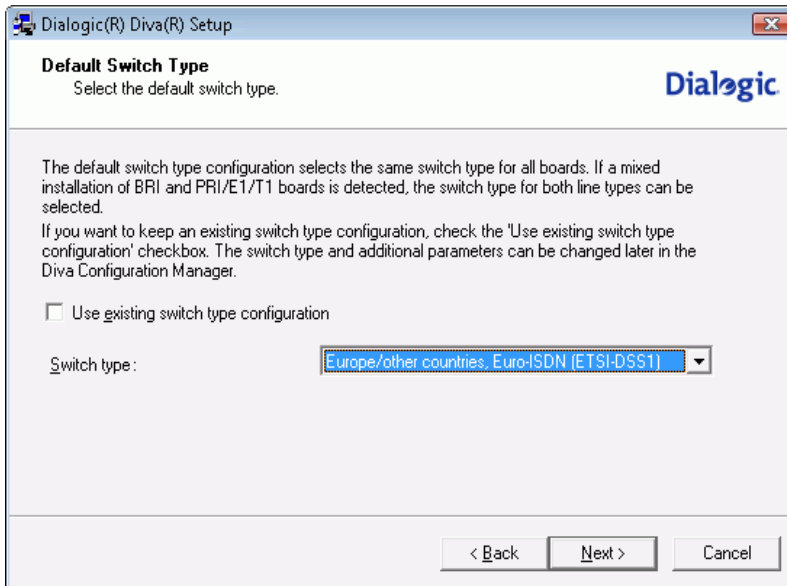 Dialogic(R) Diva(R) Setup
Default Switch Type
Select the default switch type.
Dialogic
The default switch type configuration selects the same switch type for all boards. If a mixed
installation of BRI and PRI/E1/T1 boards is detected, the switch type for both line types can be
selected.
If you want to keep an existing switch type configuration, check the 'Use existing switch type
configuration' checkbox. The switch type and additional parameters can be changed later in the
Diva Configuration Manager.
Use existing switch type configuration
Switch type :
Europe/other countries, Euro-ISDN (ETSI-DSS1)
< Back
Next >
Cancel